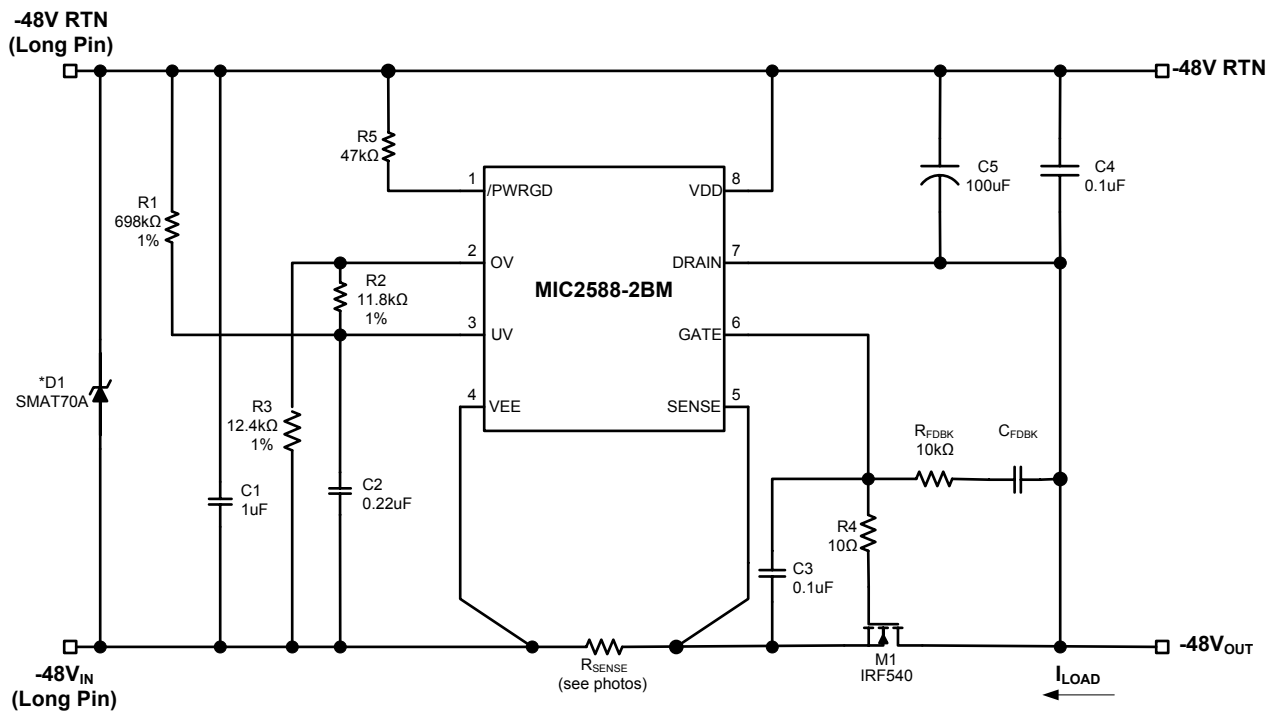 -48V RTN
(Long Pin)
-48V RTN
R5
47kΩ
C5
100uF
C4
0.1uF
1
/PWRGD
VDD
8
R1
698kΩ
1%
2
OV
DRAIN
7
R2
11.8kΩ
1%
MIC2588-2BM
3
UV
GATE
6
*D1
SMAT70A
4
VEE
SENSE
5
R3
12.4kΩ
1%
RFDBK
10kΩ
CFDBK
C1
1uF
C2
0.22uF
R4
10Ω
C3
0.1uF
-48VIN
(Long Pin)
RSENSE
(see photos)
M1
IRF540
-48VOUT
ILOAD